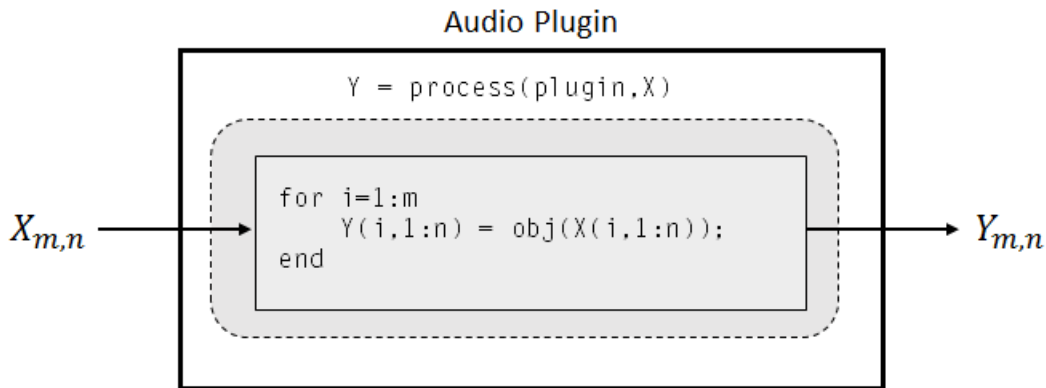 Audio Plugin
Y = process(plugin,X)
for i=1:m
Y(i,1:n) = obj(X(i,1:n));
end
X_{m,n}
Y_{m,n}